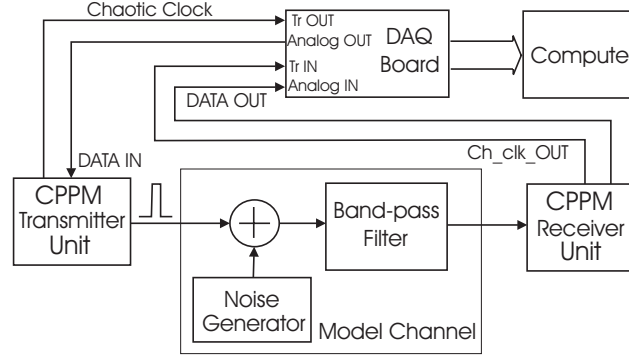 Chaotic Clock
Tr OUT
Analog OUT
Tr IN
Analog IN
DAQ
Board
Compute
DATA OUT
DATA IN
Ch_clk_OUT
CPPM
Transmitter
Unit
Band-pass
Filter
CPPM
Receiver
Unit
Noise
Generator
Model Channel